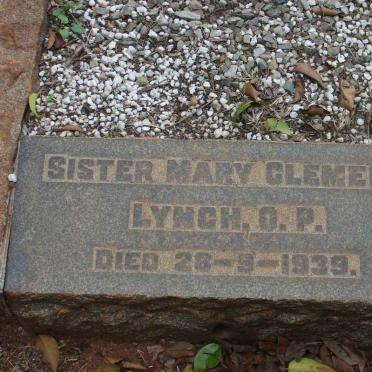 SISTER MARY CLEME
LYNCH, O. P.
DIED 28-9-1939.